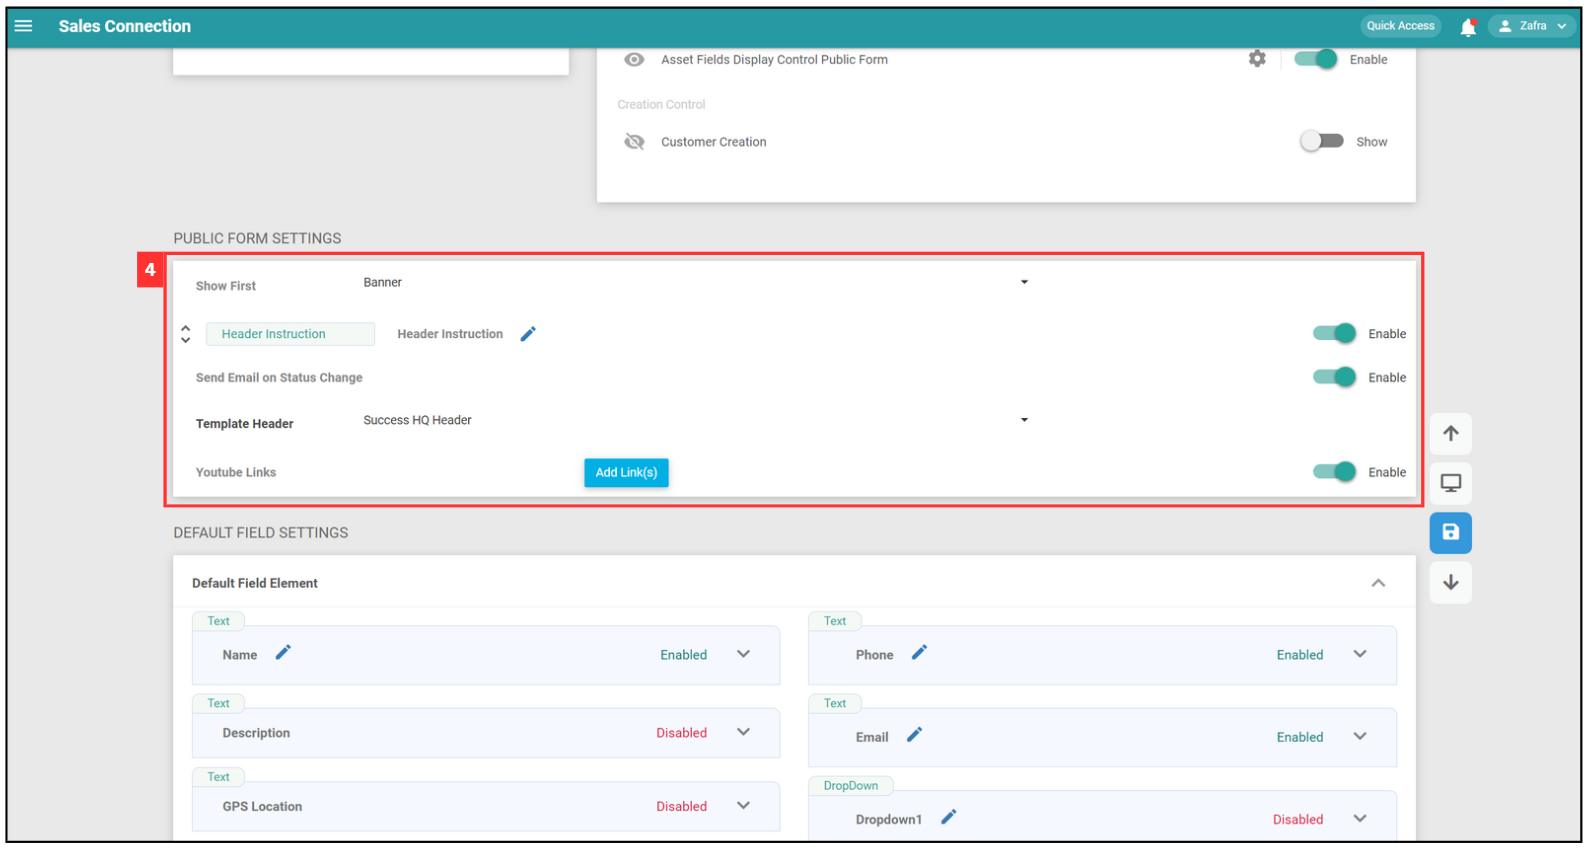 Sales Connection
Quick Access
Zafra
Asset Fields Display Control Public Form
Enable
Creation Control
Customer Creation
Show
PUBLIC FORM SETTINGS
4
Show First
Banner
Header Instruction
Header Instruction
Enable
Send Email on Status Change
Enable
Template Header
Success HQ Header
Youtube Links
Add Link(s)
Enable
DEFAULT FIELD SETTINGS
Default Field Element
Text
Name
Enabled
Text
Phone
Enabled
Text
Description
Disabled
Text
Email
Enabled
Text
GPS Location
Disabled
DropDown
Dropdown1
Disabled